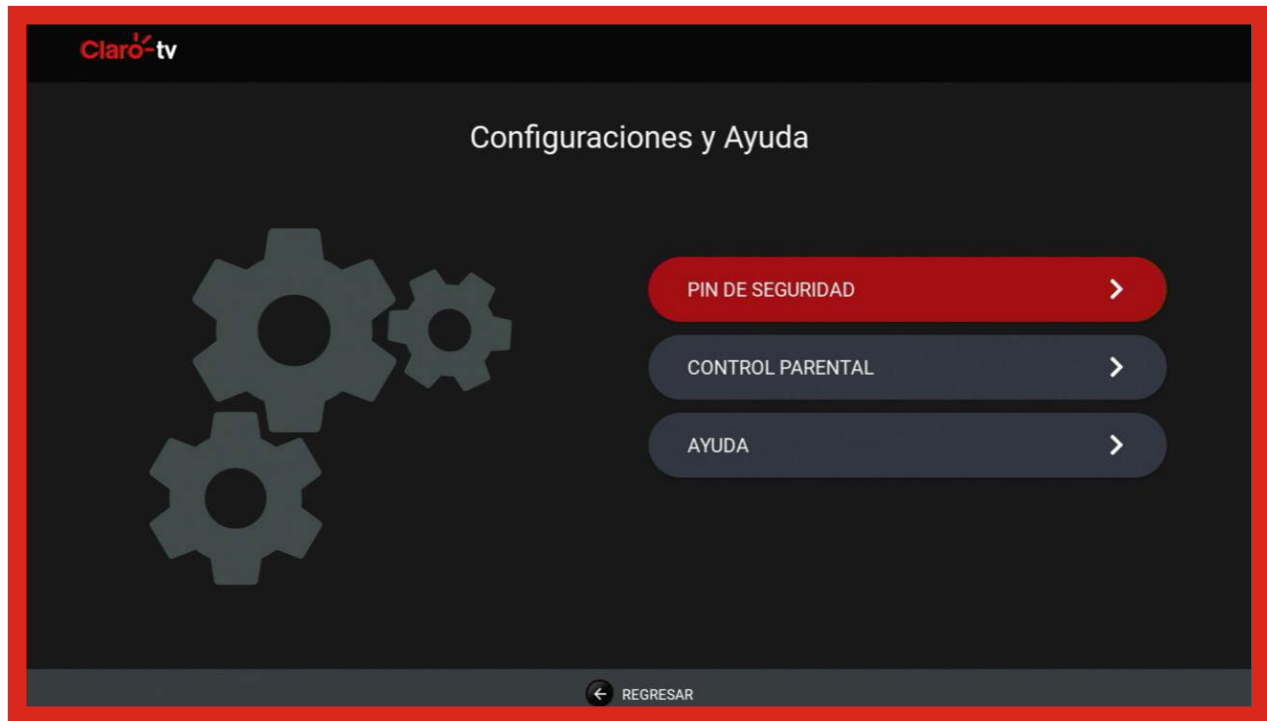 Claro-tv
Configuraciones y Ayuda
PIN DE SEGURIDAD
CONTROL PARENTAL
AYUDA
REGRESAR